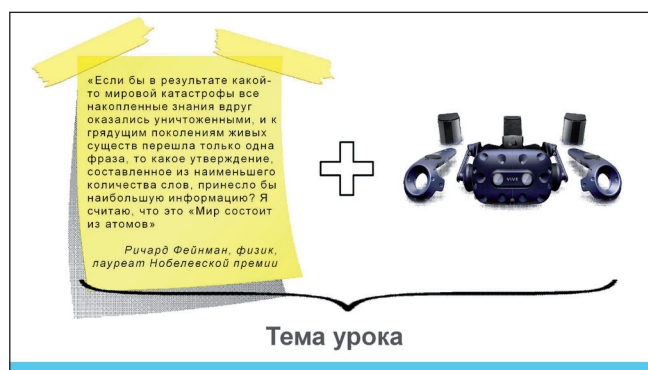 «Если бы в результате какой-
то мировой катастрофы все
накопленные знания вдруг
оказались уничтоженными, и к
грядущим поколениям живых
существ перешла только одна
фраза, то какое утверждение,
составленное из наименьшего
количества слов, принесло бы
наибольшую информацию? Я
считаю, что это «Мир состоит
из атомов»
Ричард Фейнман, физик,
лауреат Нобелевской премии
VIVE
Тема урока